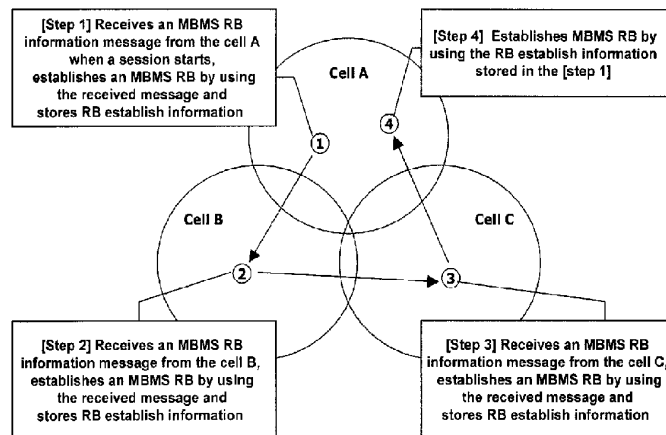 [Step 1] Receives an MBMS RB
information message from the cell A
when a session starts,
establishes an MBMS RB by using
the received message and
stores RB establish information
[Step 4] Establishes MBMS RB by
using the RB establish information
stored in the [step 1]
Cell A
1
4
Cell B
Cell C
2
3
[Step 2] Receives an MBMS RB
information message from the cell B,
establishes an MBMS RB by using
the received message and
stores RB establish information
[Step 3] Receives an MBMS RB
information message from the cell C,
establishes an MBMS RB by using
the received message and
stores RB establish information